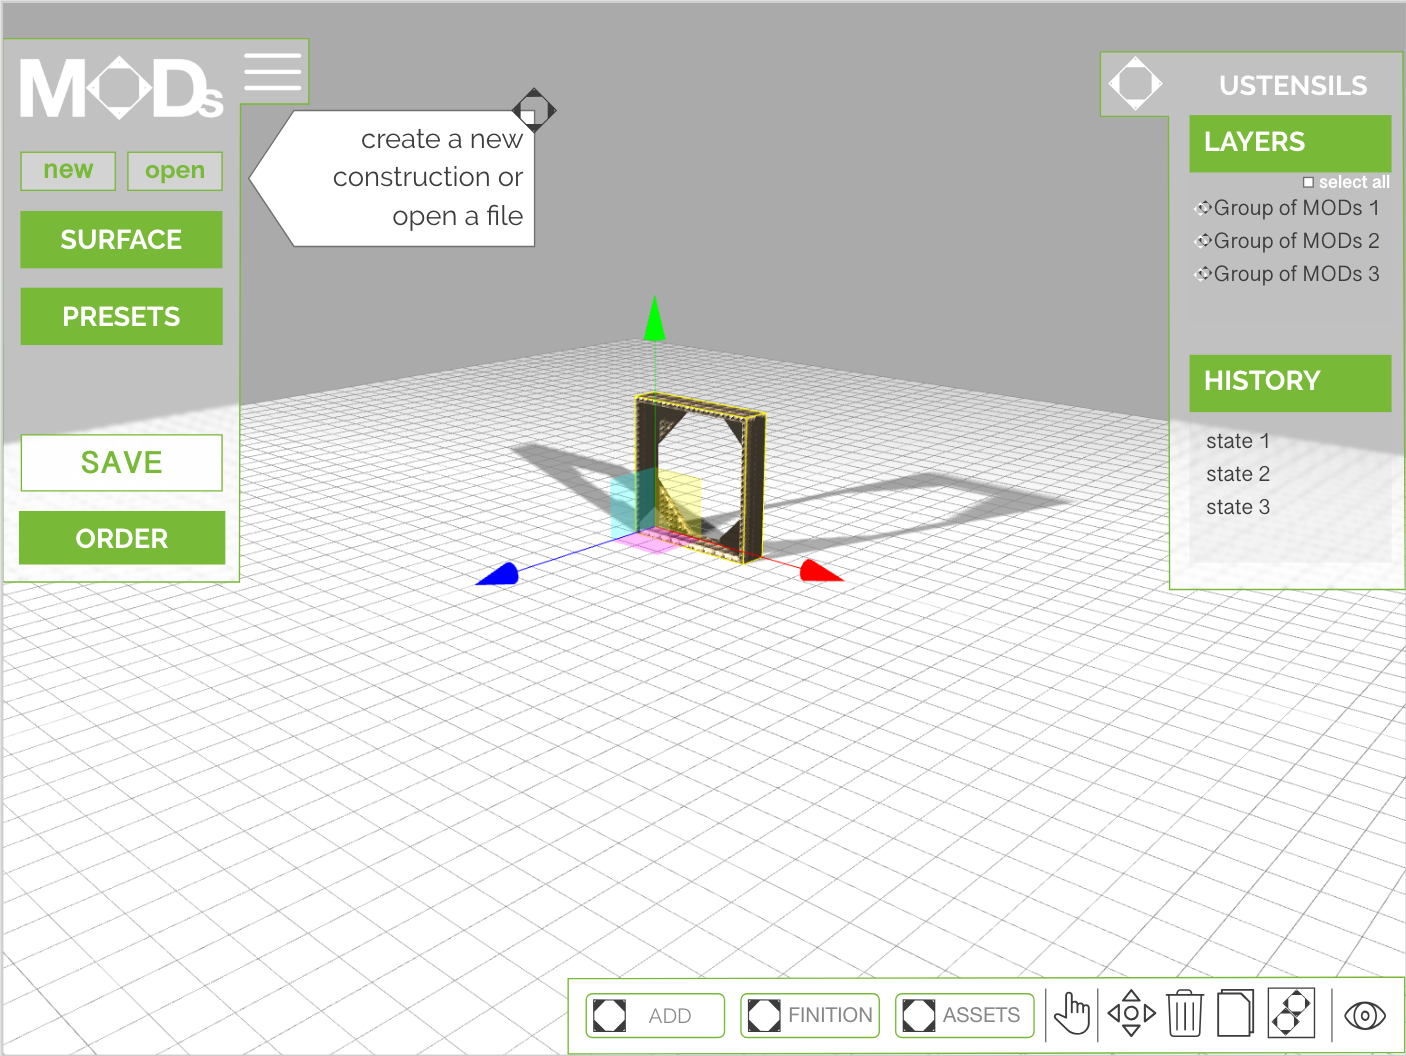 MODs
new
open
SURFACE
PRESETS
SAVE
ORDER
create a new
construction or
open a file
USTENSILS
LAYERS
select all
Group of MODs 1
Group of MODs 2
Group of MODs 3
HISTORY
state 1
state 2
state 3
ADD
FINITION
ASSETS